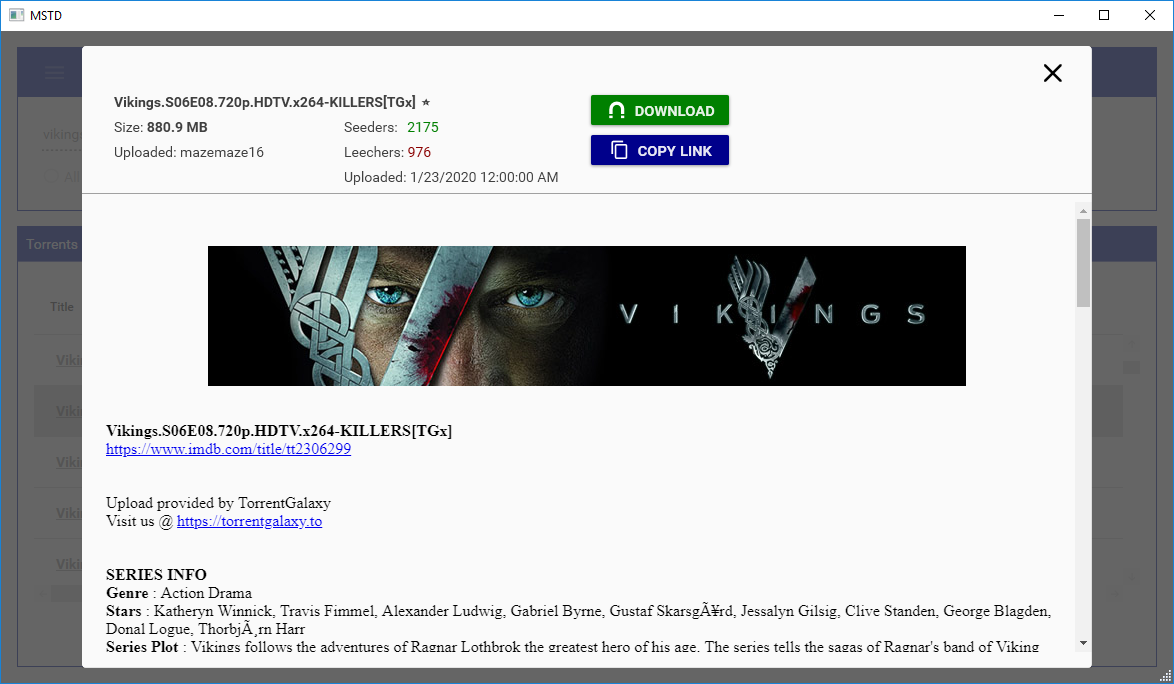 MSTD
vikings
All
Vikings.S06E08.720p.HDTV.x264-KILLERS[TGx] ★
Size: 880.9 MB
Seeders: 2175
Uploaded: mazemaze16
Leechers: 976
Uploaded: 1/23/2020 12:00:00 AM
DOWNLOAD
COPY LINK
Torrents
Title
VIKINGS
Vikings.S06E08.720p.HDTV.x264-KILLERS[TGx]
https://www.imdb.com/title/tt2306299
Upload provided by TorrentGalaxy
Visit us @ https://torrentgalaxy.to
SERIES INFO
Genre : Action Drama
Stars : Katheryn Winnick, Travis Fimmel, Alexander Ludwig, Gabriel Byrne, Gustaf SkarsgÃ¥rd, Jessalyn Gilsig, Clive Standen, George Blagden,
Donal Logue, ThorbjÃ¸rn Harr
Series Plot : Vikings follows the adventures of Ragnar Lothbrok the greatest hero of his age. The series tells the sagas of Ragnar's band of Viking